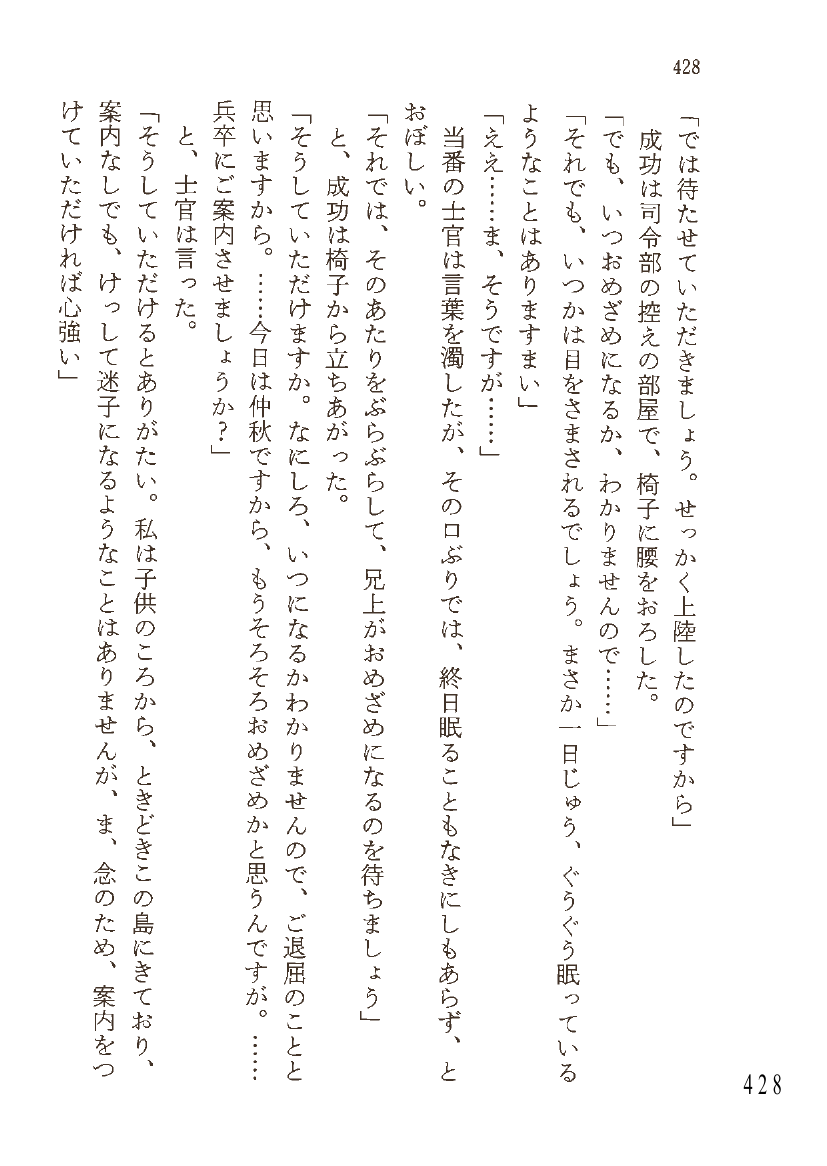 428
「では待たせていただきましょう。せっかく上陸したのですから」
成功は司令部の控えの部屋で、椅子に腰をおろした。
「でも、いつおめざめになるか、わかりませんので……」
「それでも、いつかは目をさまされるでしょう。まさか一日じゅう、ぐうぐう眠っている
ようなことはありますまい」
「ええ……ま、そうですが……」
当番の士官は言葉を濁したが、その口ぶりでは、終日眠ることもなきにしもあらず、と
おぼしい。
「それでは、そのあたりをぶらぶらして、兄上がおめざめになるのを待ちましょう」
と、成功は椅子から立ちあがった。
「そうしていただけますか。なにしろ、いつになるかわかりませんので、ご退屈のことと
思いますから。……今日は仲秋ですから、もうそろそろおめざめかと思うんですが。……
兵卒にご案内させましょうか？」
と、士官は言った。
「そうしていただけるとありがたい。私は子供のころから、ときどきこの島にきており、
案内なしでも、けっして迷子になるようなことはありませんが、ま、念のため、案内をつ
けていただければ心強い」
428